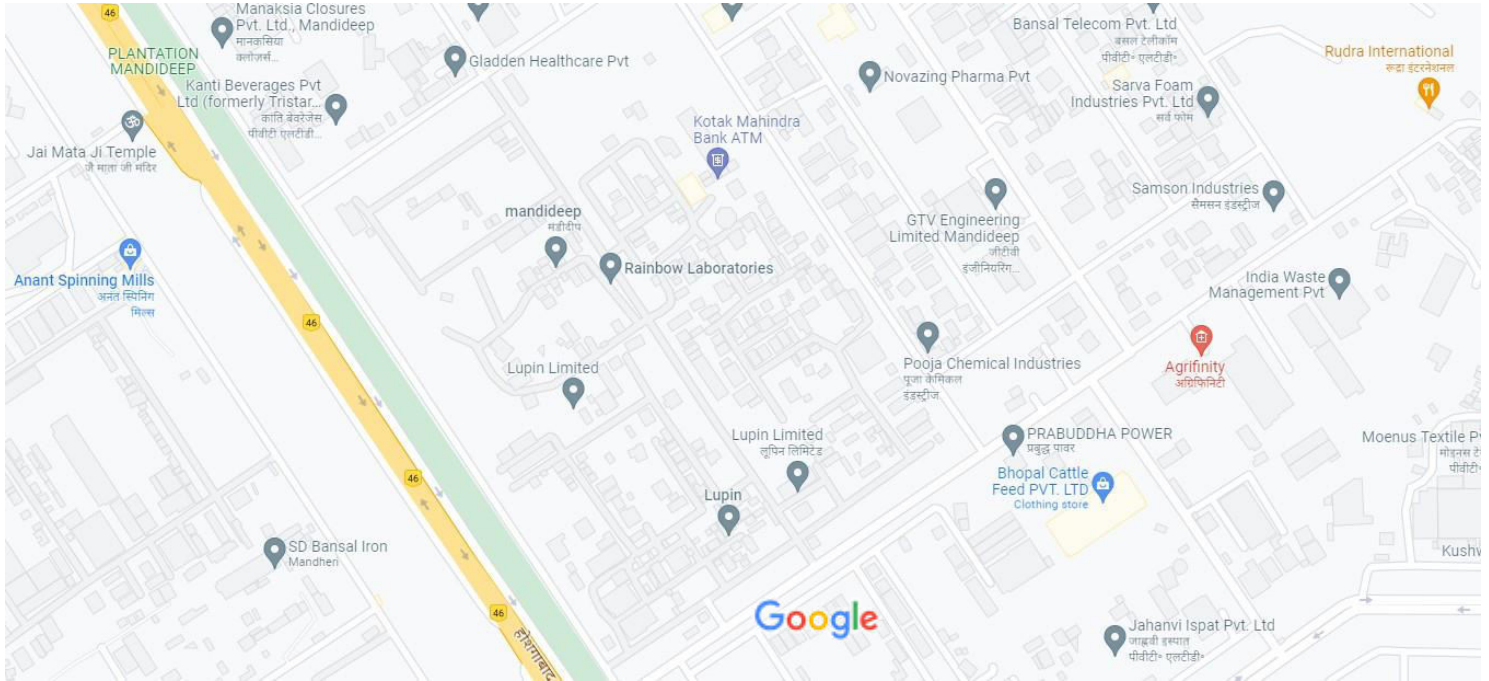 46
Manaksia Closures
Pvt. Ltd., Mandideep
मानकसिया
क्लोजर्स...
PLANTATION
MANDIDEEP
Gladden Healthcare Pvt
Kanti Beverages Pvt
Ltd (formerly Tristar...
कांति बेवरेजेस
पीवीटी एलटीडी...
Jai Mata Ji Temple
जै माता जी मंदिर
Bansal Telecom Pvt. Ltd
बंसल टेलीकॉम
पीवीटी॰ एलटीडी॰
Rudra International
रूद्रा इंटरनेशनल
Novazing Pharma Pvt
Sarva Foam
Industries Pvt. Ltd
सर्व फोम
Kotak Mahindra
Bank ATM
Samson Industries
सैमसन इंडस्ट्रीज
mandideep
मंडीदीप
GTV Engineering
Limited Mandideep
जीटीवी
इंजीनियरिंग...
Rainbow Laboratories
Anant Spinning Mills
अनंत स्पिनिंग
मिल्स
India Waste
Management Pvt
46
Lupin Limited
Pooja Chemical Industries
पूजा केमिकल
इंडस्ट्रीज
Agrifinity
अग्रिफिनिटी
Lupin Limited
लूपिन लिमिटेड
PRABUDDHA POWER
प्रबुद्ध पावर
Moenus Textile
मोइनस
पीवीटी॰
46
Bhopal Cattle
Feed PVT. LTD
Clothing store
Lupin
SD Bansal Iron
Mandheri
Kushw
46
Google
होशंगाबाद
Jahanvi Ispat Pvt. Ltd
जाह्नवी इस्पात
पीवीटी॰ एलटीडी॰